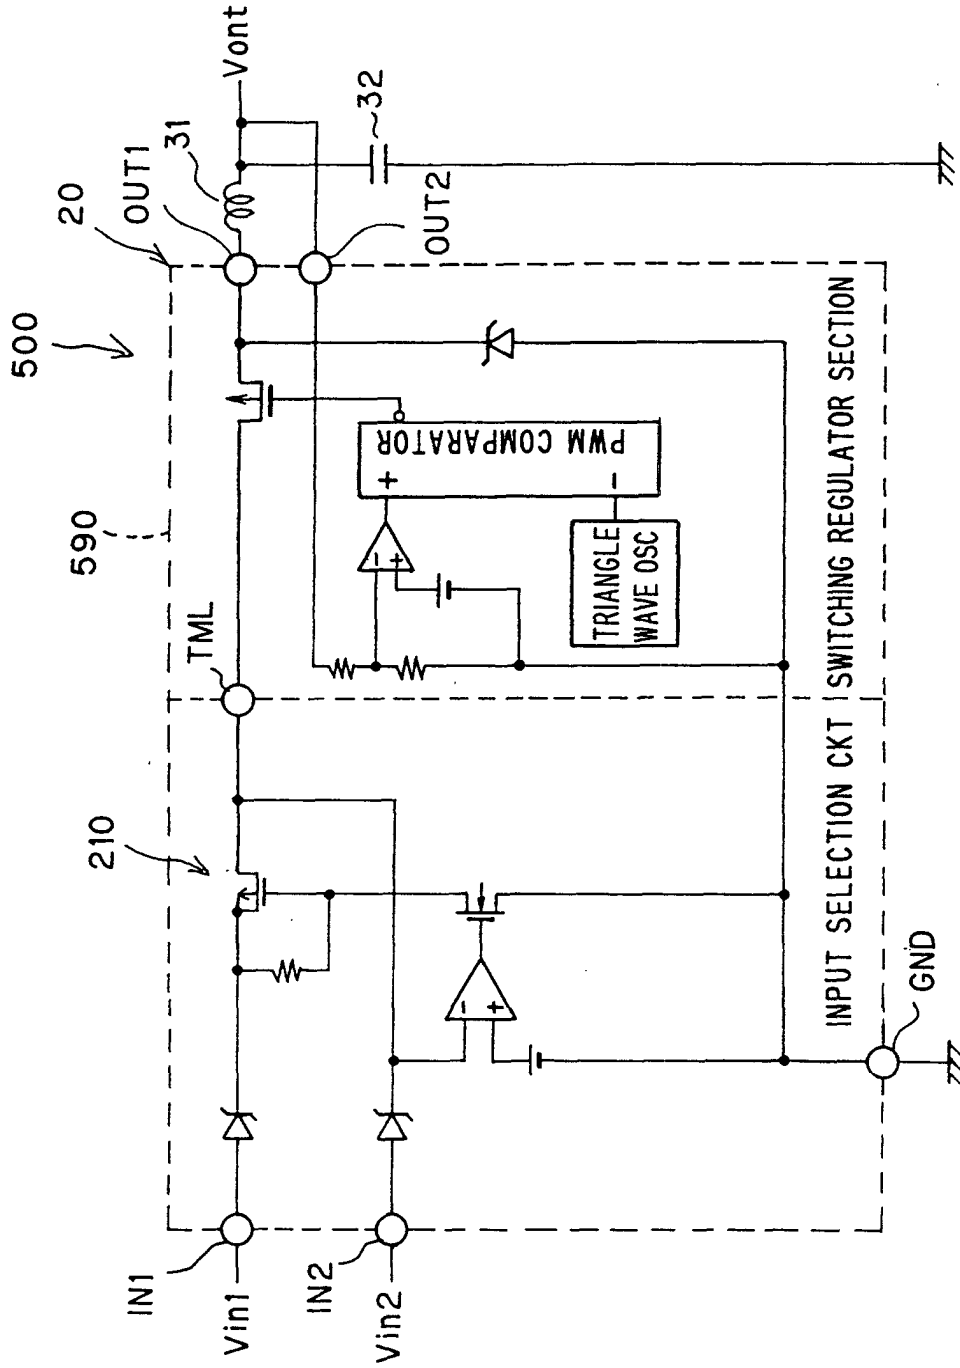 500
590
20
TML
OUT1
31
Vont
32
OUT2
210
PWM COMPARATOR
+
−
−
+
TRIANGLE
WAVE OSC
−
+
IN1
Vin1
IN2
Vin2
INPUT SELECTION CKT
SWITCHING REGULATOR SECTION
GND